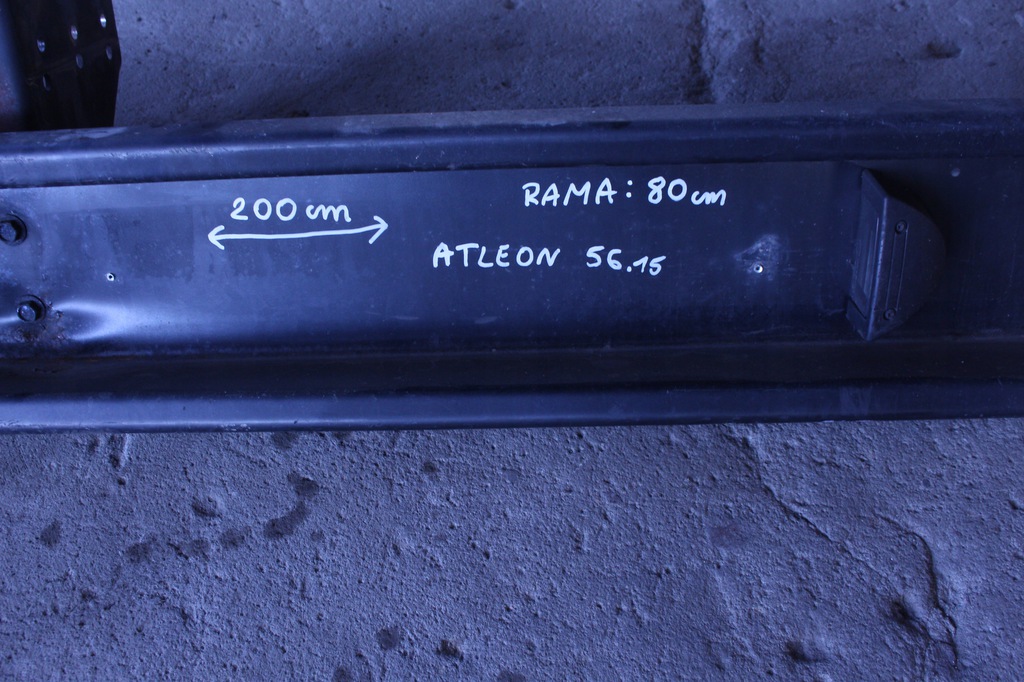 200 cm
RAMA: 80 cm
ATLEON 56.15